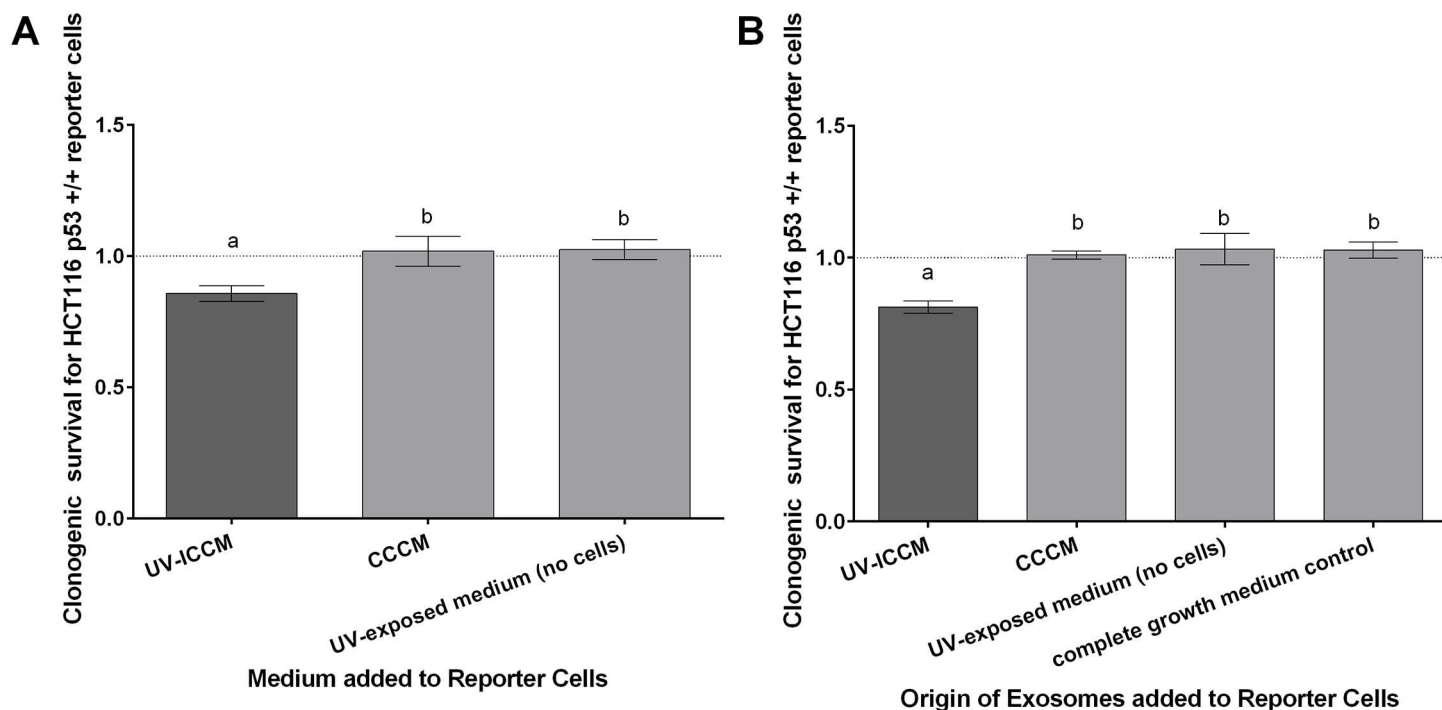 A
Clonogenic survival for HCT116 p53 +/+ reporter cells
1.5
1.0
0.5
0.0
a
b
b
UV-ICCM
CCCM
UV-exposed medium (no cells)
Medium added to Reporter Cells
B
Clonogenic survival for HCT116 p53 +/+ reporter cells
1.5
1.0
0.5
0.0
a
b
b
b
UV-ICCM
CCCM
UV-exposed medium (no cells)
complete growth medium control
Origin of Exosomes added to Reporter Cells